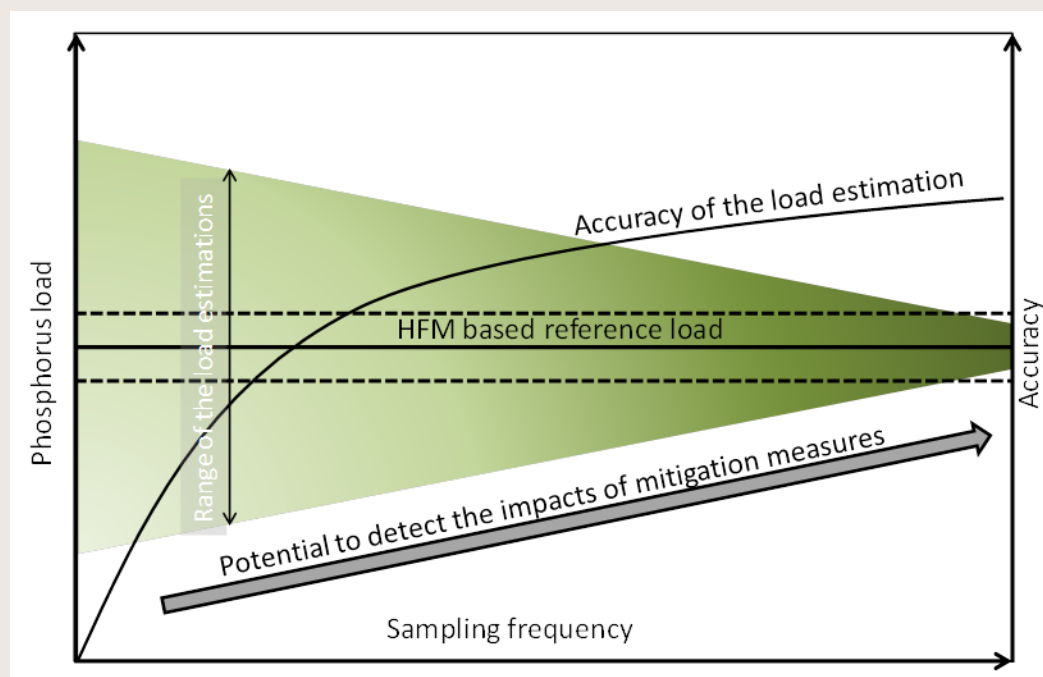 Phosphorus load
Range of the load estimations
Accuracy of the load estimation
HFM based reference load
Accuracy
Potential to detect the impacts of mitigation measures
Sampling frequency